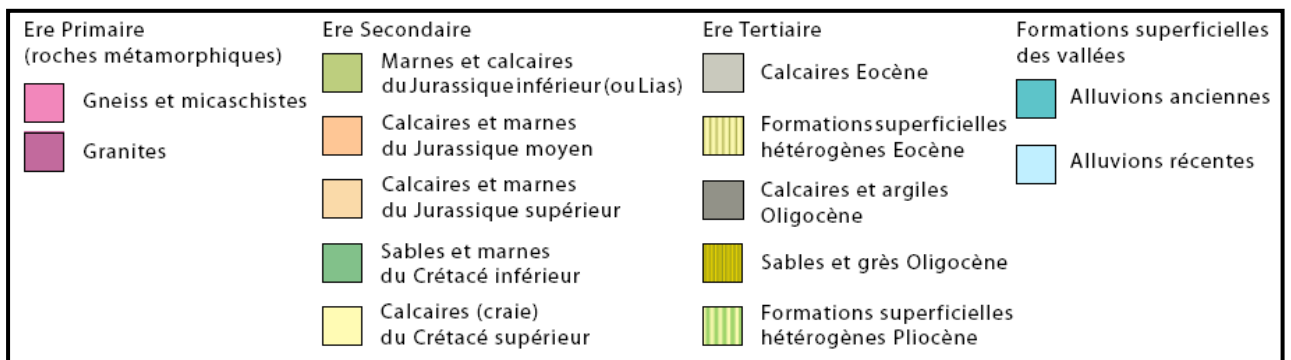 Ere Primaire
(roches métamorphiques)
Gneiss et micaschistes
Granites
Ere Secondaire
Marnes et calcaires
du Jurassique inférieur (ou Lias)
Calcaires et marnes
du Jurassique moyen
Calcaires et marnes
du Jurassique supérieur
Sables et marnes
du Crétacé inférieur
Calcaires (craie)
du Crétacé supérieur
Ere Tertiaire
Calcaires Eocène
Formations superficielles
hétérogènes Eocène
Calcaires et argiles
Oligocène
Sables et grès Oligocène
Formations superficielles
hétérogènes Pliocène
Formations superficielles
des vallées
Alluvions anciennes
Alluvions récentes